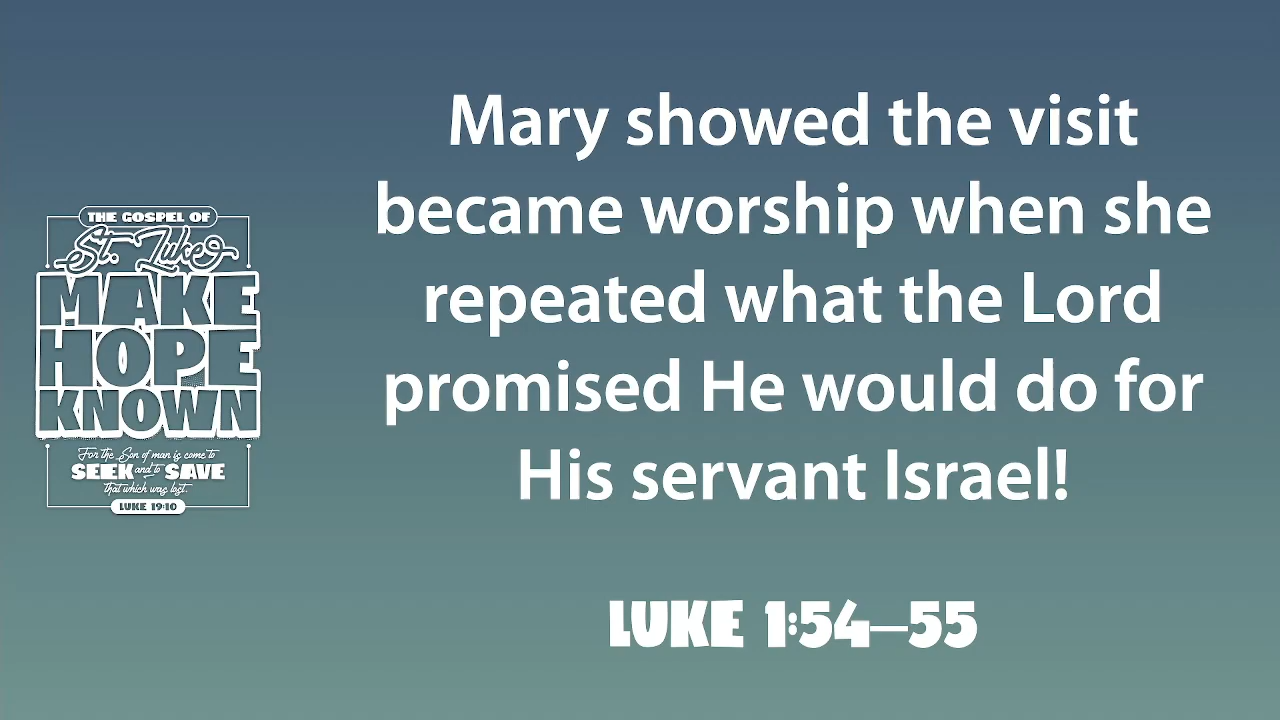 THE GOSPEL OF
St. Luke
MAKE
HOPE
KNOWN
For the Son of man is come to
SEEK and to SAVE
that which was lost.
LUKE 19:10
Mary showed the visit
became worship when she
repeated what the Lord
promised He would do for
His servant Israel!
LUKE 1:54–55